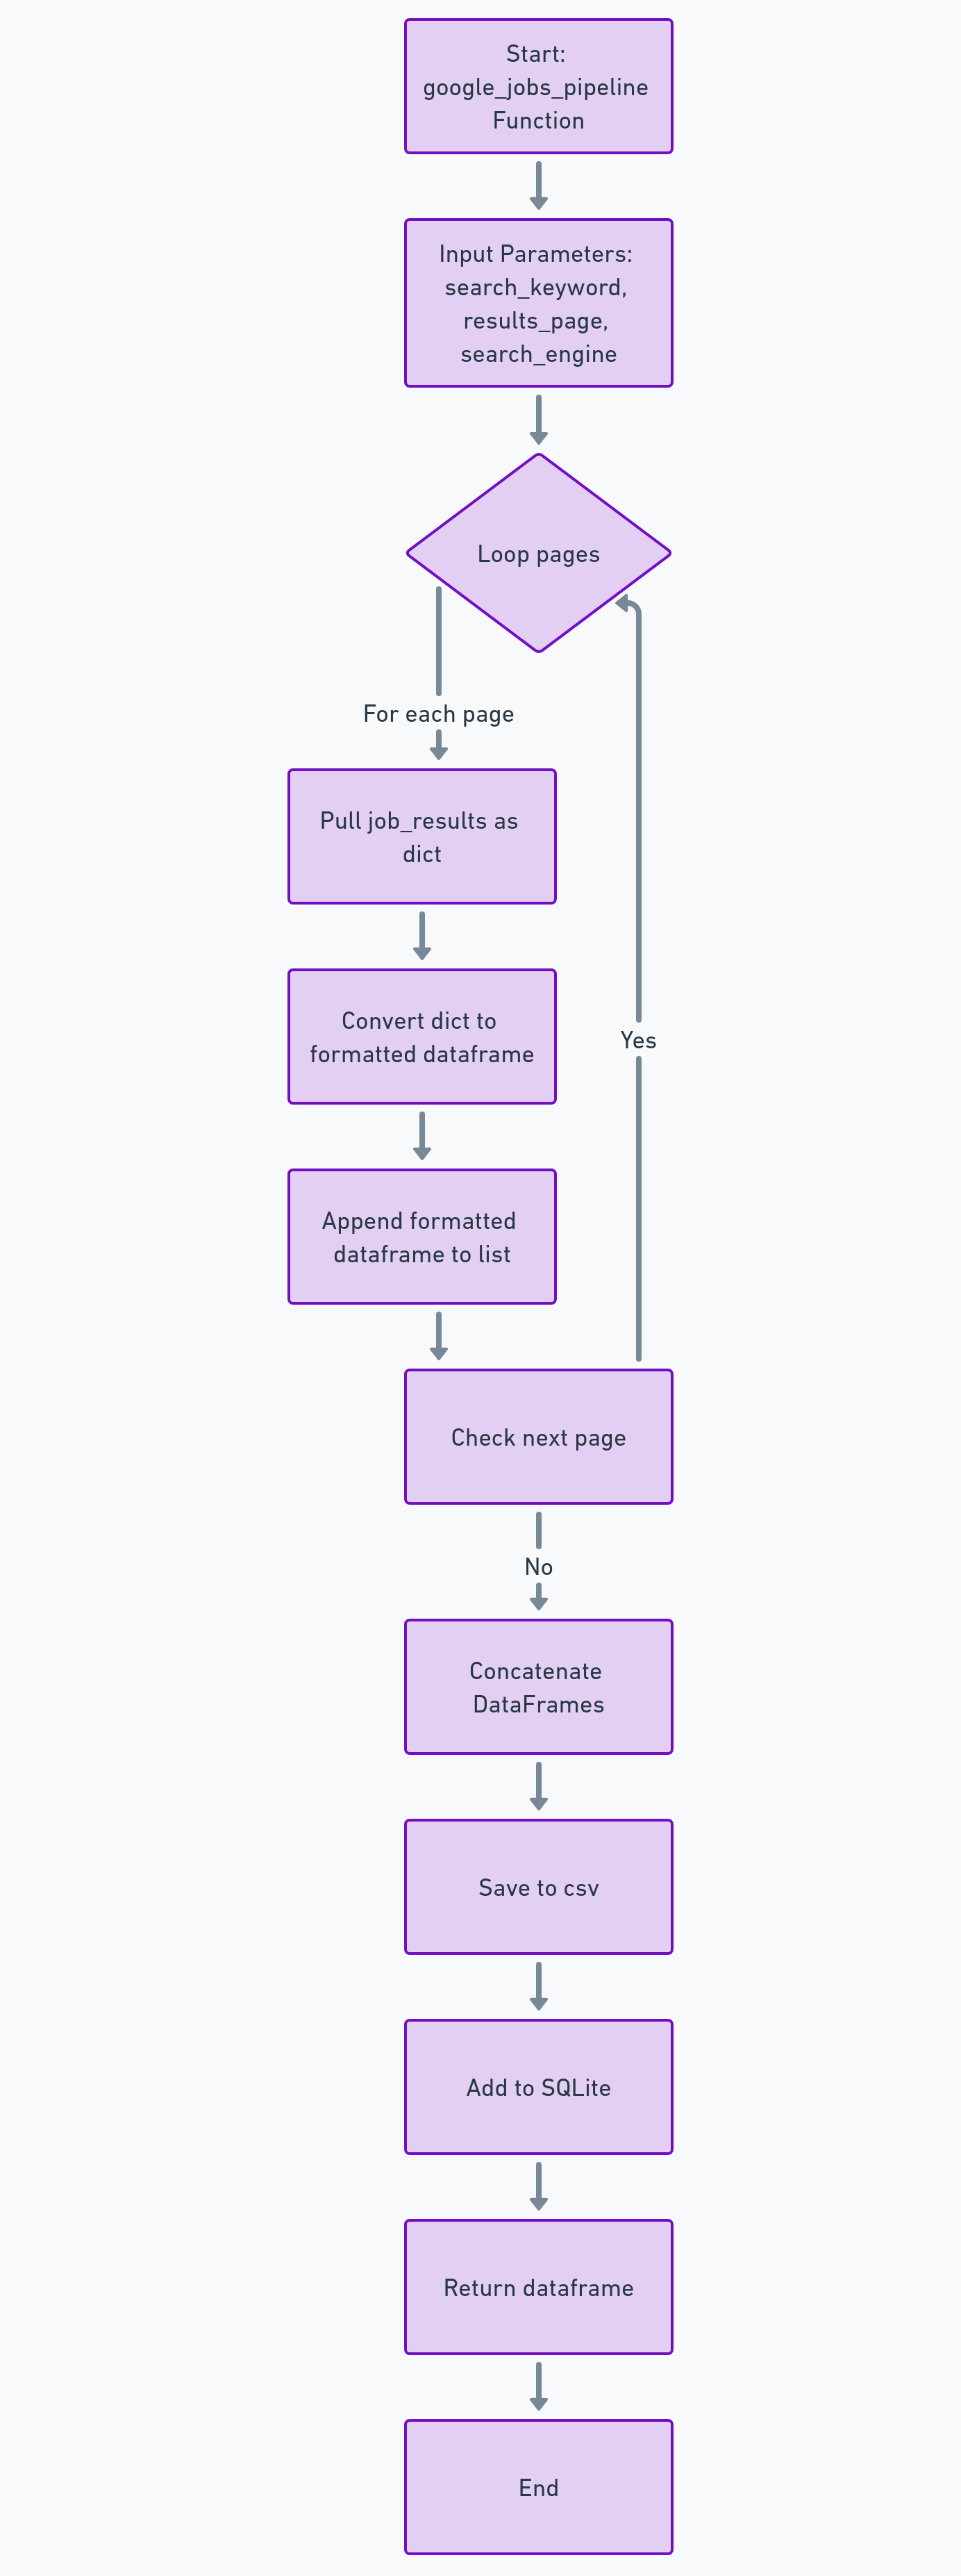 Start:
google_jobs_pipeline
Function
Input Parameters:
search_keyword,
results_page,
search_engine
Loop pages
For each page
Pull job_results as
dict
Convert dict to
formatted dataframe
Yes
Append formatted
dataframe to list
Check next page
No
Concatenate
DataFrames
Save to csv
Add to SQLite
Return dataframe
End